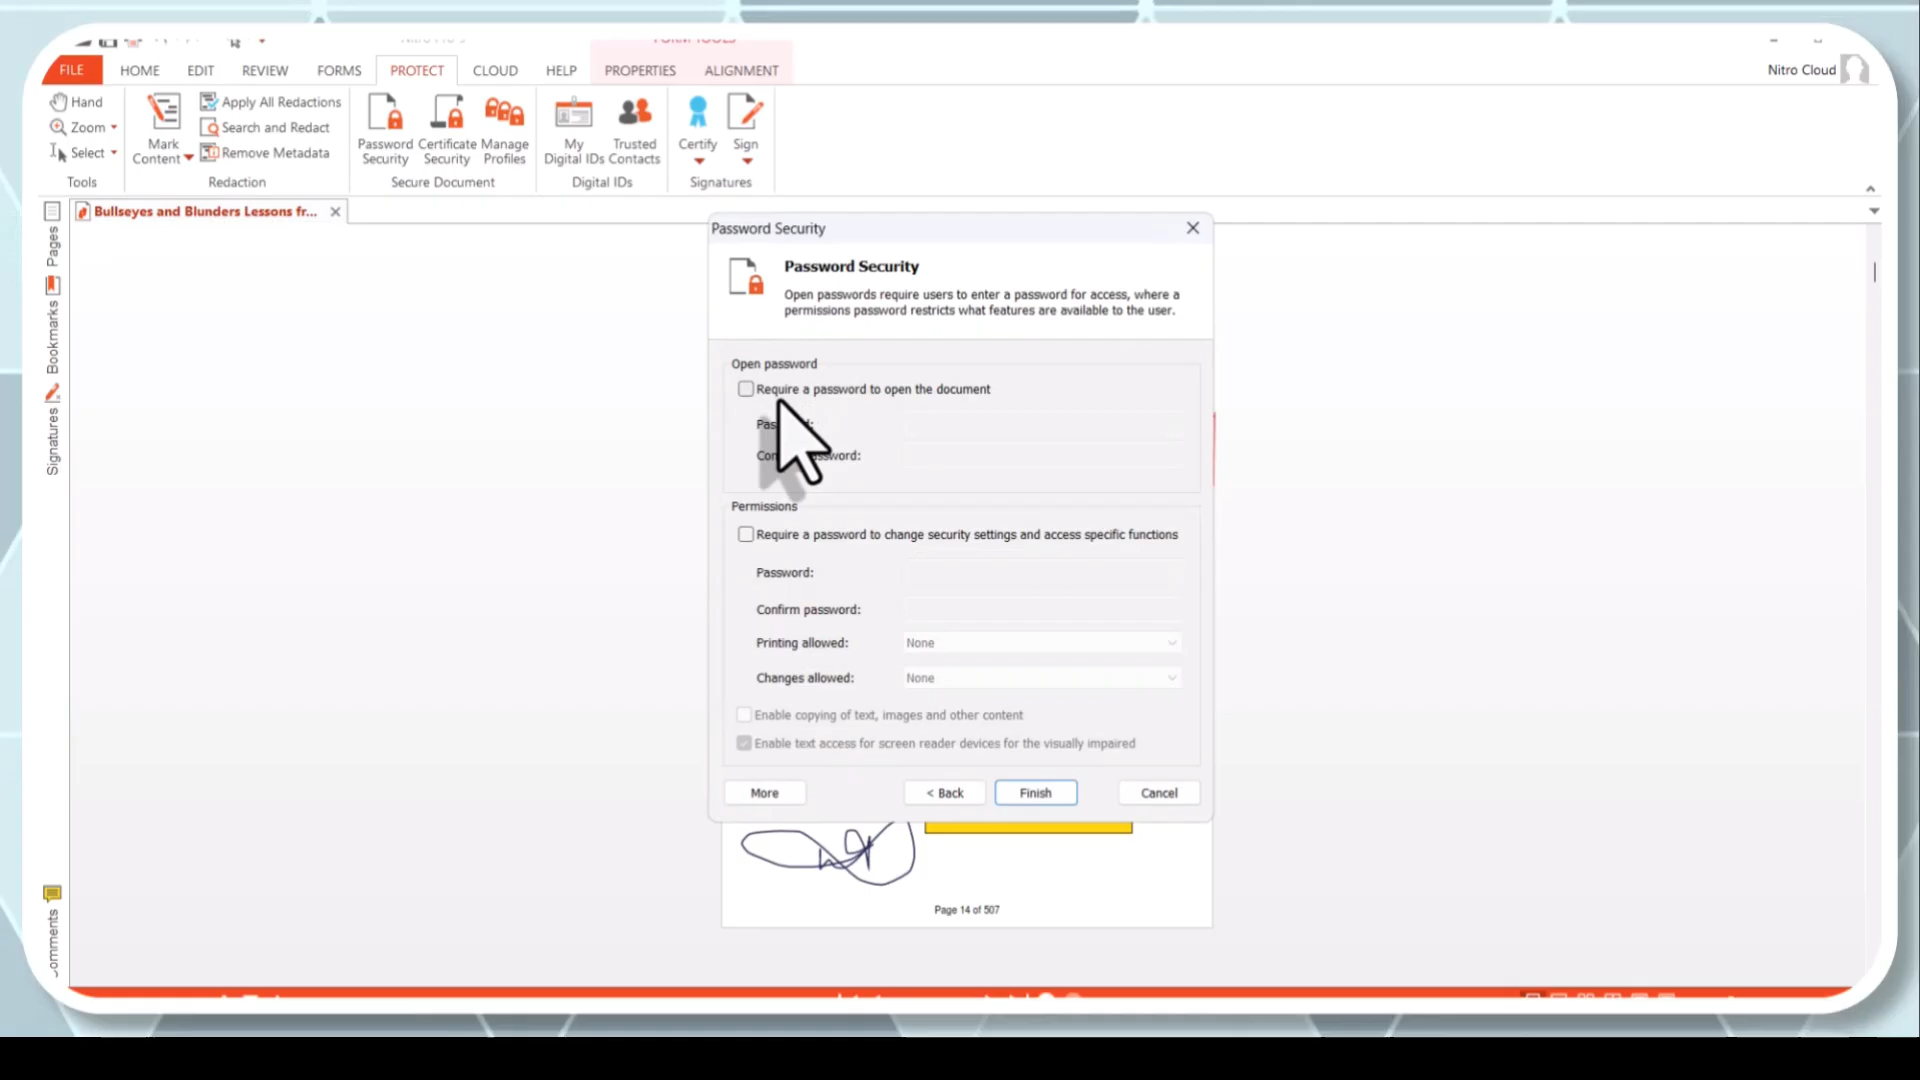 FILE HOME EDIT REVIEW FORMS PROTECT CLOUD HELP PROPERTIES ALIGNMENT
Nitro Cloud
Hand
Zoom
Select
Tools
Mark
Content
Apply All Redactions
Search and Redact
Remove Metadata
Redaction
Password
Security
Certificate
Security
Manage
Profiles
Secure Document
My
Digital IDs
Trusted
Contacts
Digital IDs
Certify
Sign
Signatures
Bullseyes and Blunders Lessons fr...
Pages
Bookmarks
Signatures
Password Security
Password Security
Open passwords require users to enter a password for access, where a
permissions password restricts what features are available to the user.
Open password
Require a password to open the document
Permissions
Require a password to change security settings and access specific functions
Password:
Confirm password:
Printing allowed: None
Changes allowed: None
Enable copying of text, images and other content
Enable text access for screen reader devices for the visually impaired
More < Back Finish Cancel
Page 14 of 507